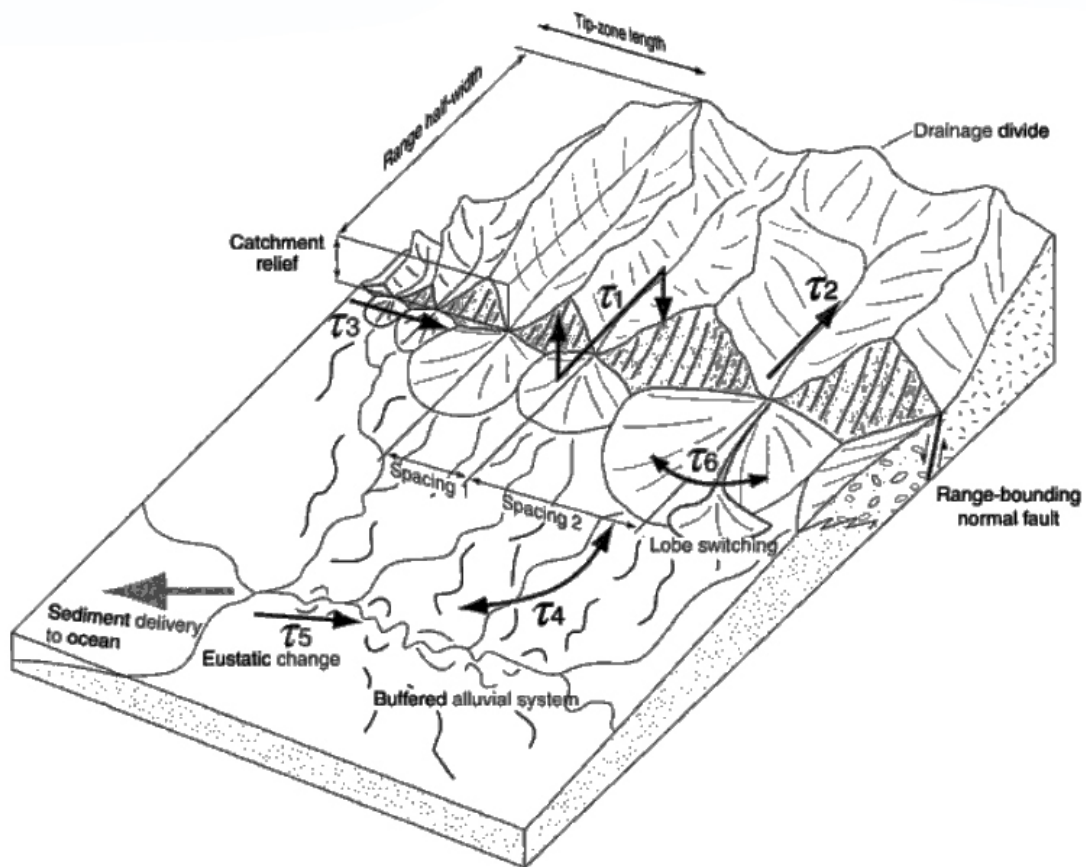 Tip-zone length
Range half-width
Drainage divide
Catchment
relief
τ1
τ2
τ3
Spacing 1
τ6
Spacing 2
Lobe switching
Range-bounding
normal fault
τ4
Sediment delivery
to ocean
τ5
Eustatic change
Buffered alluvial system